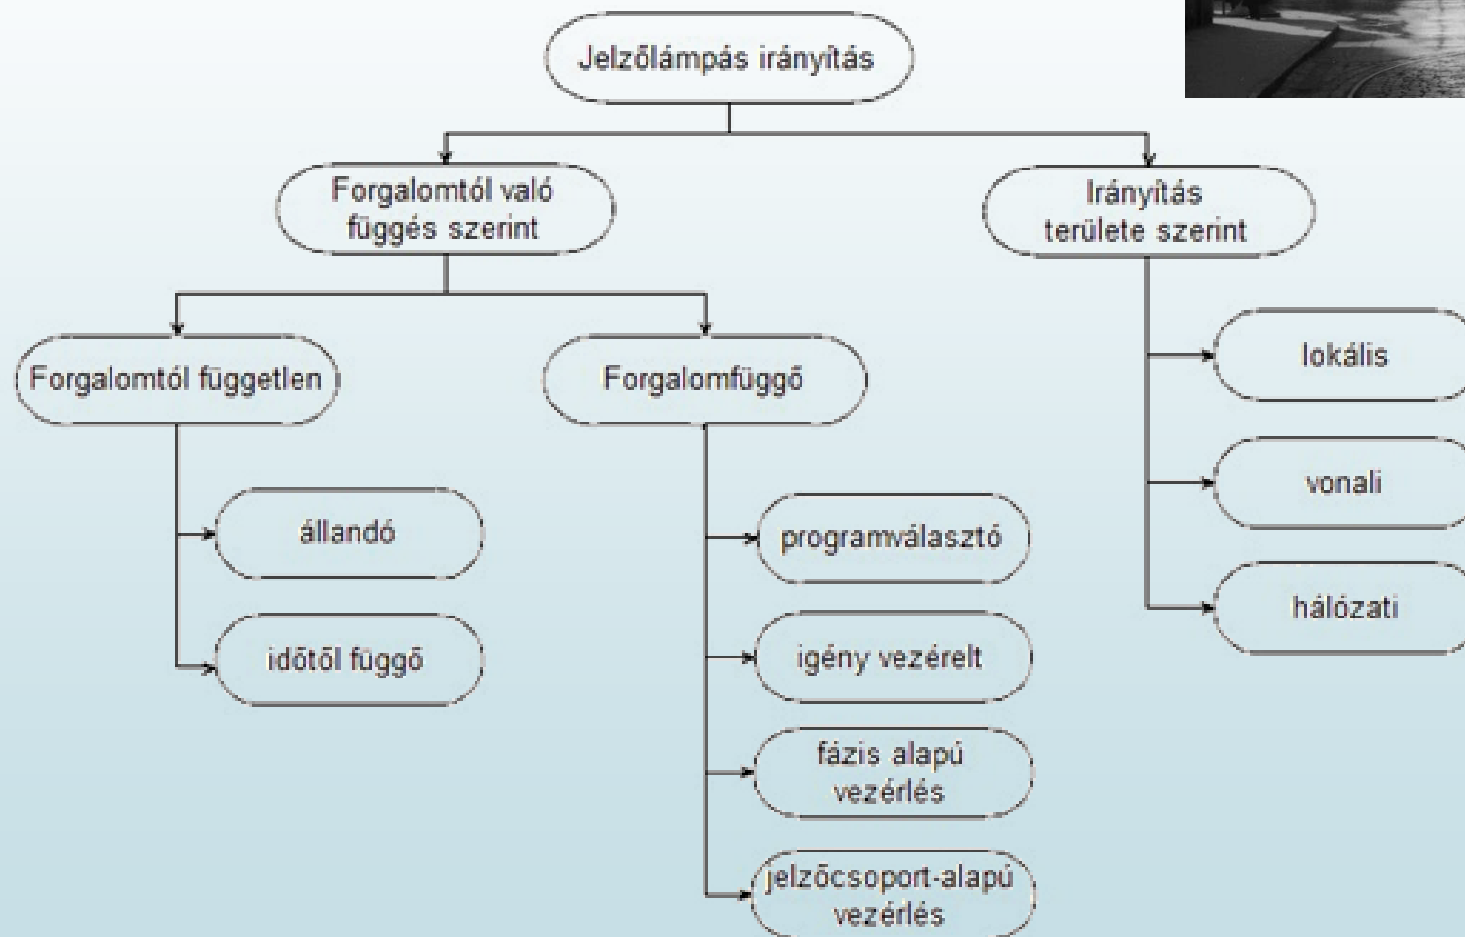 Jelzőlámpás irányítás
Forgalomtól való
függés szerint
Irányítás
területe szerint
Forgalomtól független
Forgalomfüggő
lokális
vonali
hálózati
állandó
időtől függő
programválasztó
igény vezérelt
fázis alapú
vezérlés
jelzőcsoport-alapú
vezérlés